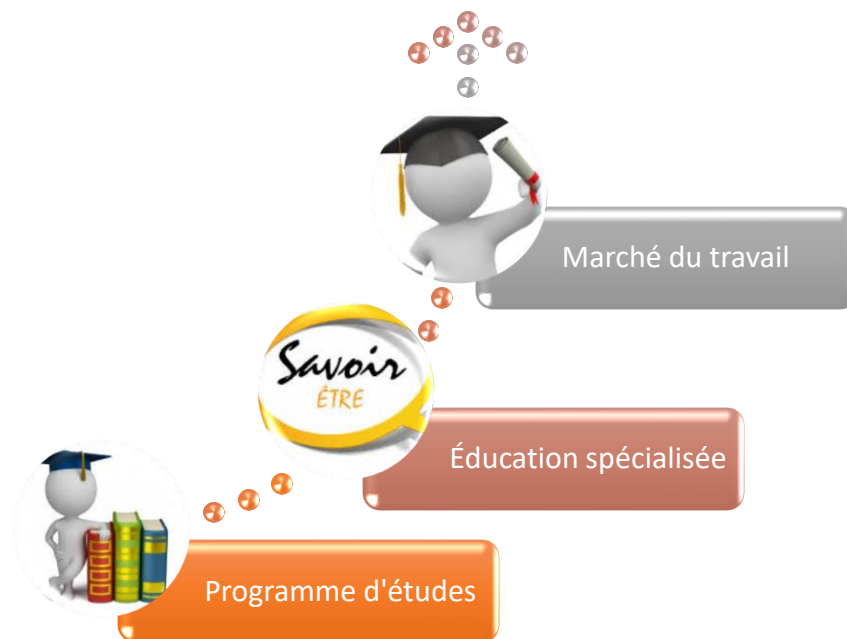 Marché du travail
Savoir
ÊTRE
Éducation spécialisée
Programme d'études